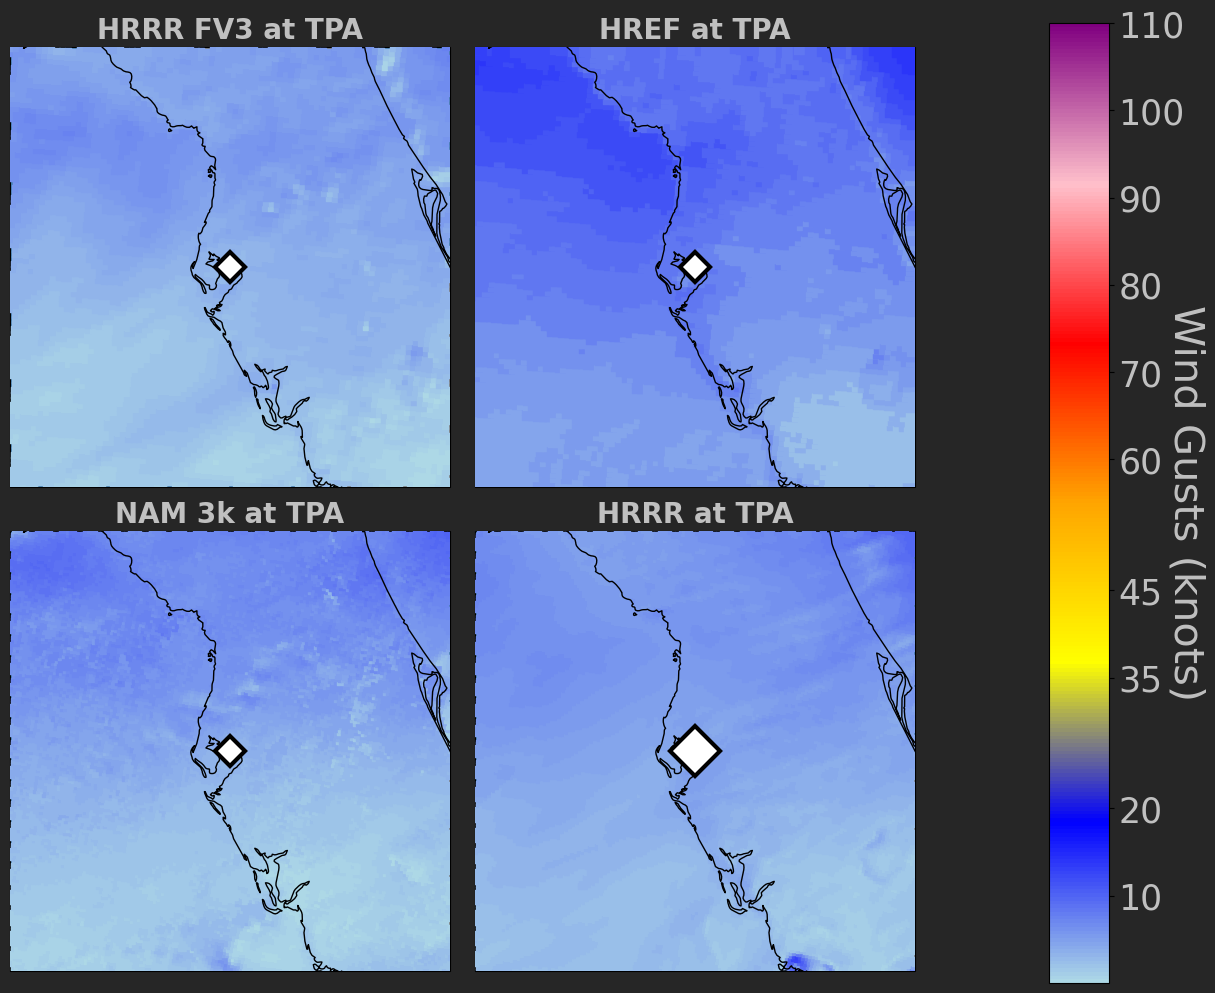 HRRR FV3 at TPA
HREF at TPA
NAM 3k at TPA
HRRR at TPA
110
100
90
80
70
60
45
35
20
10
Wind Gusts (knots)